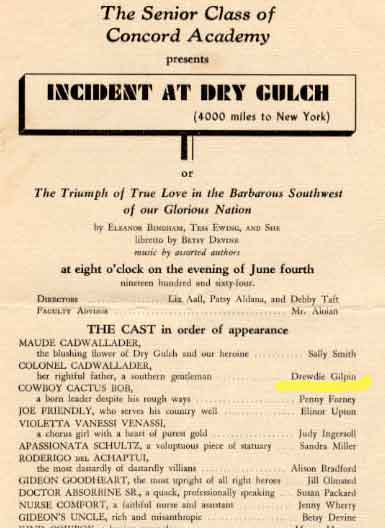 The Senior Class of
Concord Academy
presents
INCIDENT AT DRY GULCH
(4000 miles to New York)
or
The Triumph of True Love in the Barbarous Southwest
of our Glorious Nation
by ELEANOR BINGHAM, TESS EWING, AND SHE
libretto by BETSY DEVINE
music by assorted authors
at eight o'clock on the evening of June fourth
nineteen hundred and sixty-four.
DIRECTORS ........ Liz Aall, Patsy Aldana, and Debby Taft
FACULTY ADVISOR ........ Mr. Aloian
THE CAST in order of appearance
MAUDE CADWALLADER,
the blushing flower of Dry Gulch and our heroine ........ Sally Smith
COLONEL CADWALLADER,
her rightful father, a southern gentleman ........ Drewdie Gilpin
COWBOY CACTUS BOB,
a born leader despite his rough ways ........ Penny Forney
JOE FRIENDLY, who serves his country well ........ Elinor Upton
VIOLETTA VANESSI VENASSI,
a chorus girl with a heart of purest gold ........ Judy Ingersoll
APASSIONATA SCHULTZ, a voluptuous piece of statuary ........ Sandra Miller
RODERIGO DEL ACHAPTUI,
the most dastardly of dastardly villians ........ Alison Bradford
GIDEON GOODHEART, the most upright of all right heroes ........ Jill Olmsted
DOCTOR ABSORBINE SR., a quack, professionally speaking ........ Susan Packard
NURSE COMFORT, a faithful nurse and assistant ........ Jenny Wherry
GIDEON'S UNCLE, rich and misanthropic ........ Betsy Devine